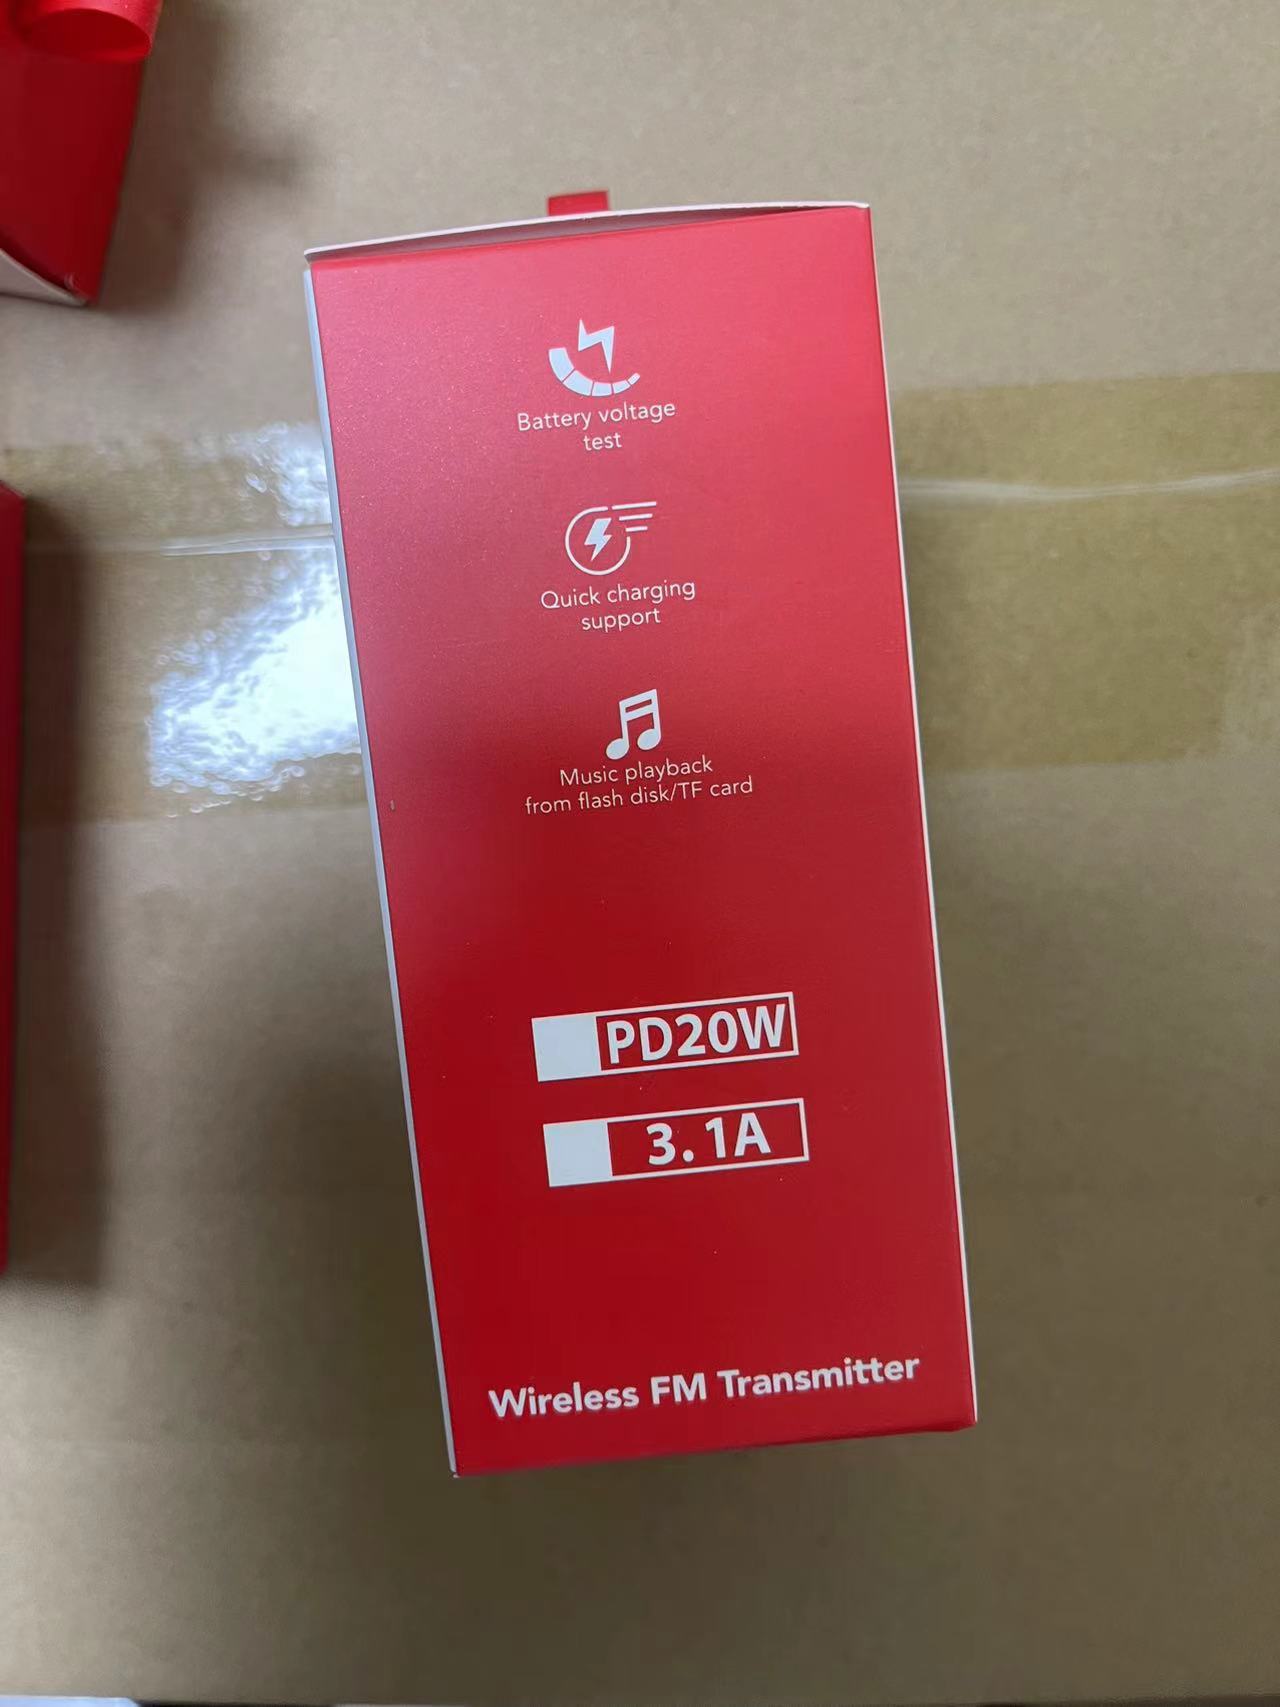 Battery voltage
test
Quick charging
support
Music playback
from flash disk/TF card
PD20W
3.1A
Wireless FM Transmitter